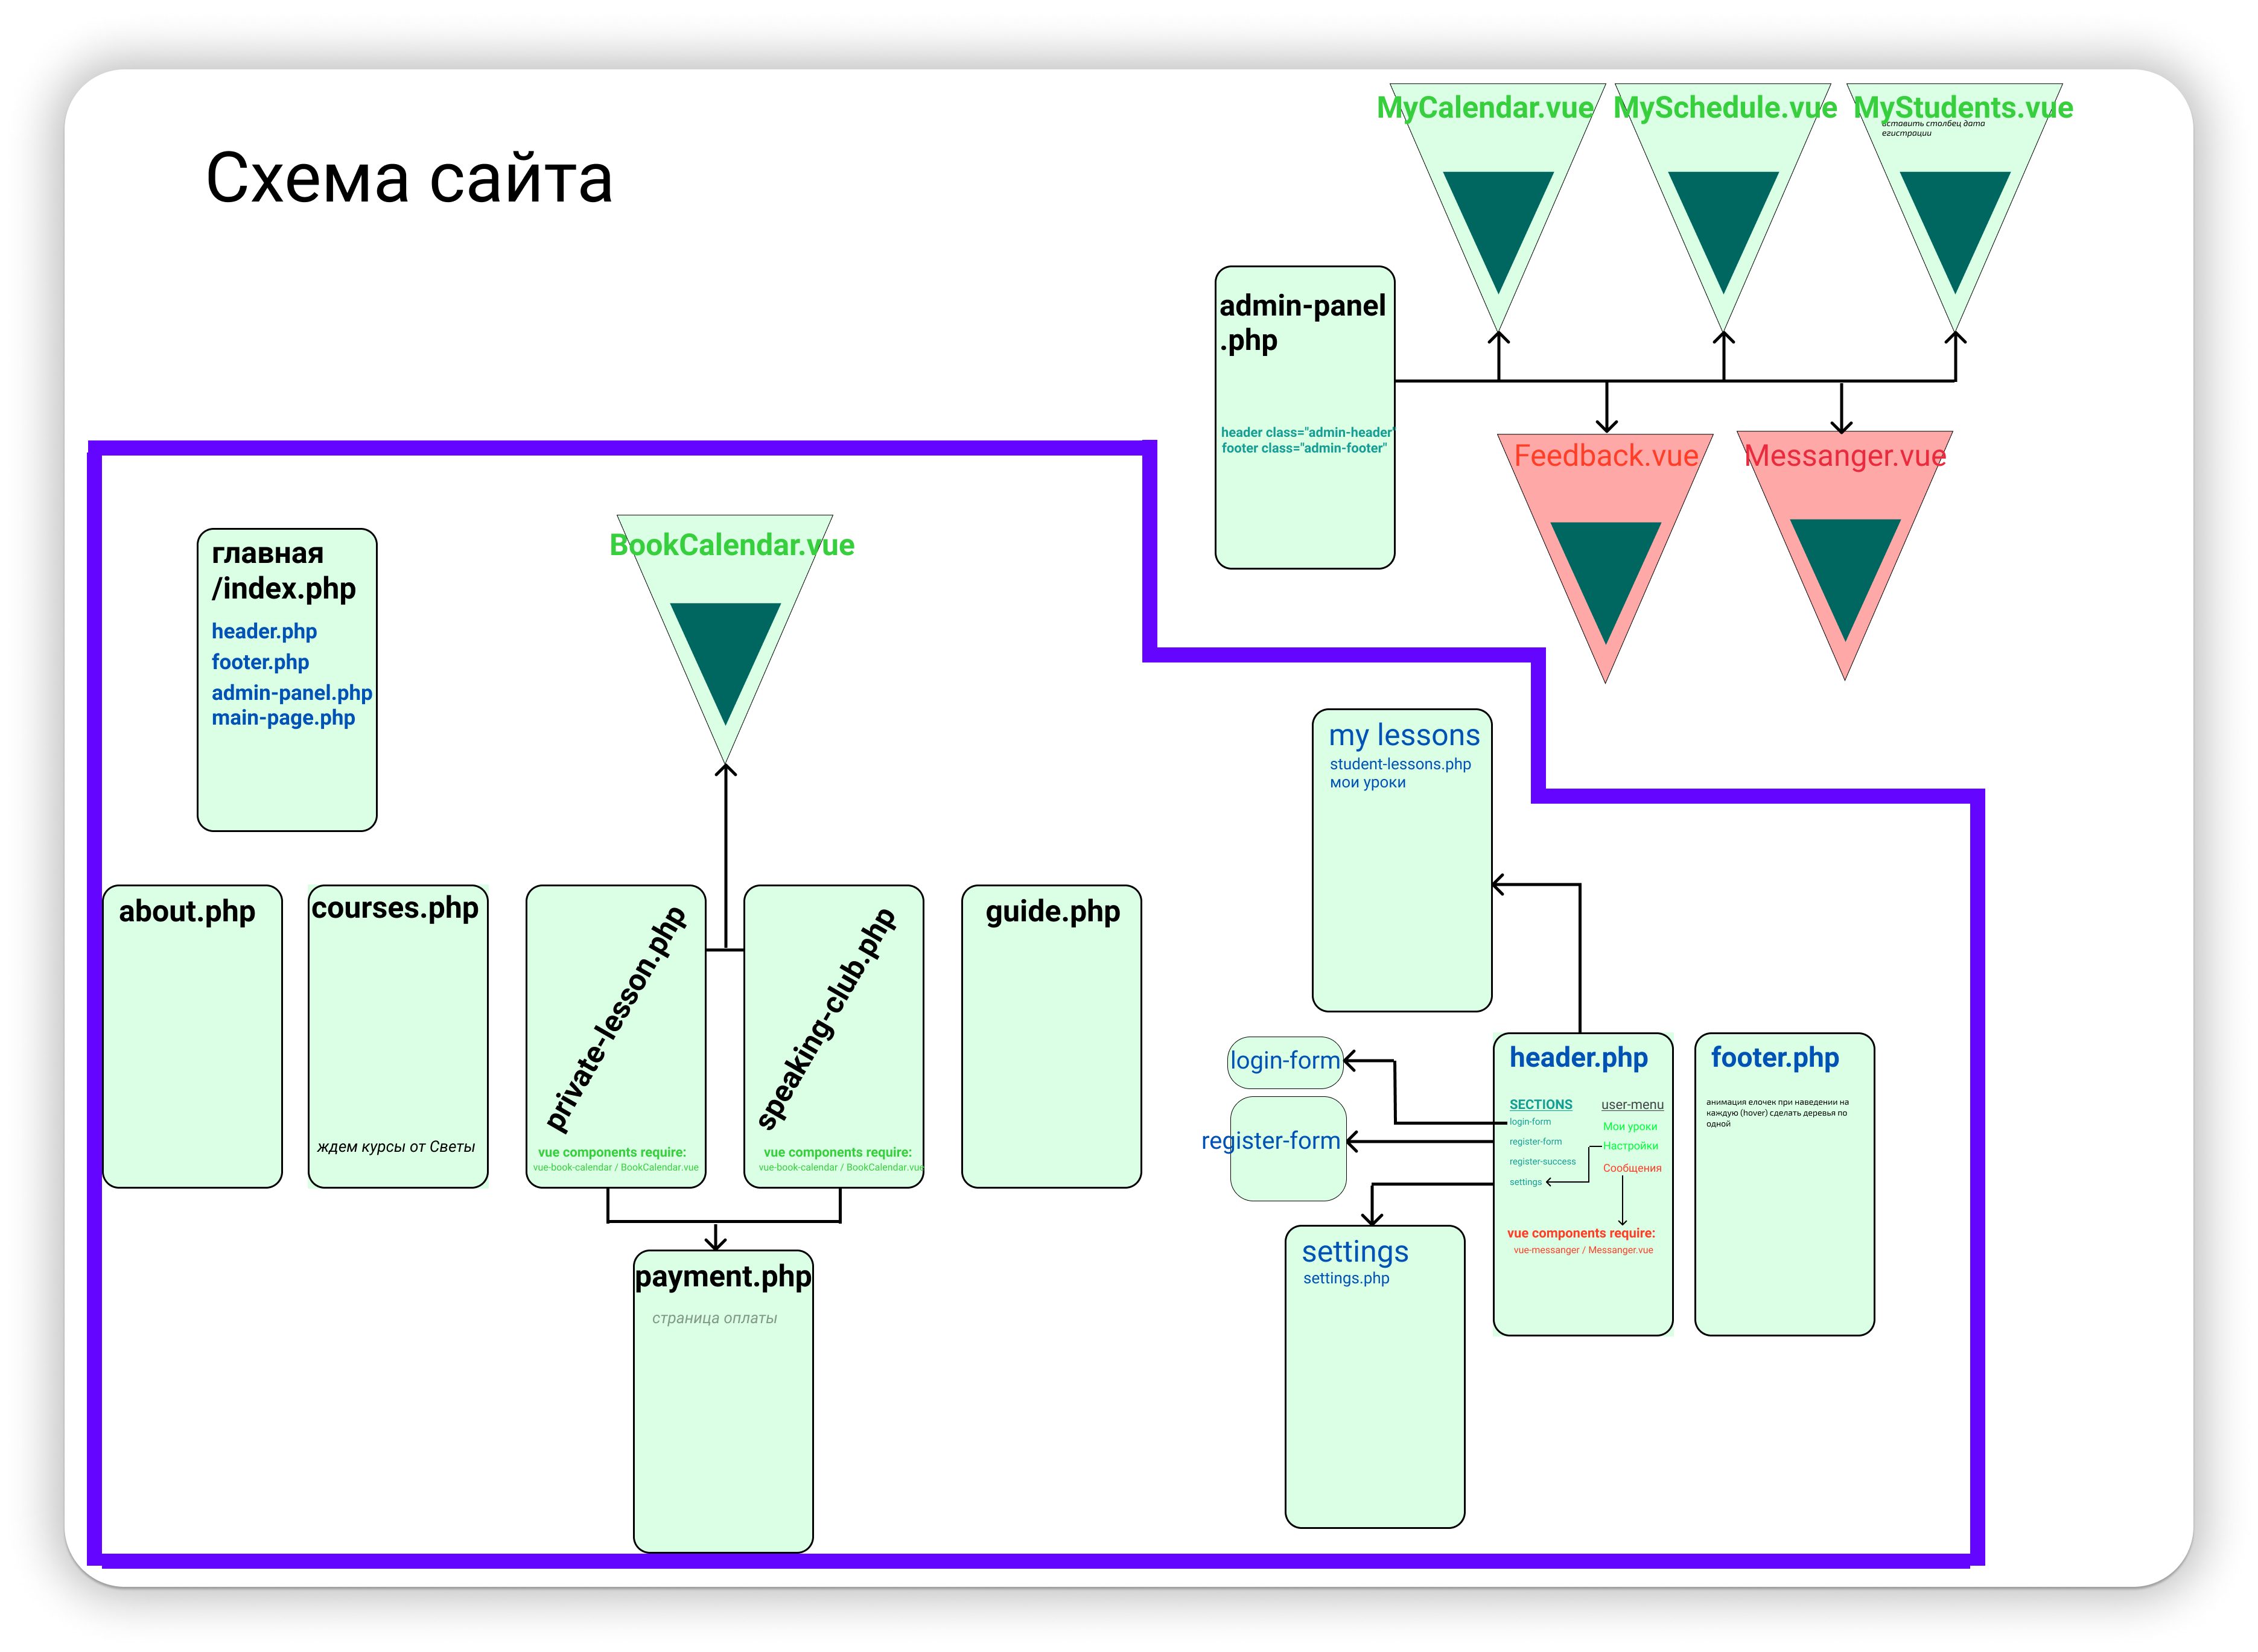 Схема сайта
MyCalendar.vue
MySchedule.vue
MyStudents.vue
вставить столбец дата
егистрации
admin-panel
.php
header class="admin-header"
footer class="admin-footer"
Feedback.vue
Messanger.vue
главная
/index.php
header.php
footer.php
admin-panel.php
main-page.php
BookCalendar.vue
my lessons
student-lessons.php
мои уроки
about.php
courses.php
ждем курсы от Светы
private-lesson.php
vue components require:
vue-book-calendar / BookCalendar.vue
speaking-club.php
vue components require:
vue-book-calendar / BookCalendar.vue
guide.php
payment.php
страница оплаты
login-form
register-form
settings
settings.php
header.php
SECTIONS
login-form
register-form
register-success
settings
user-menu
Мои уроки
Настройки
Сообщения
vue components require:
vue-messanger / Messanger.vue
footer.php
анимация елочек при наведении на
каждую (hover) сделать деревья по
одной